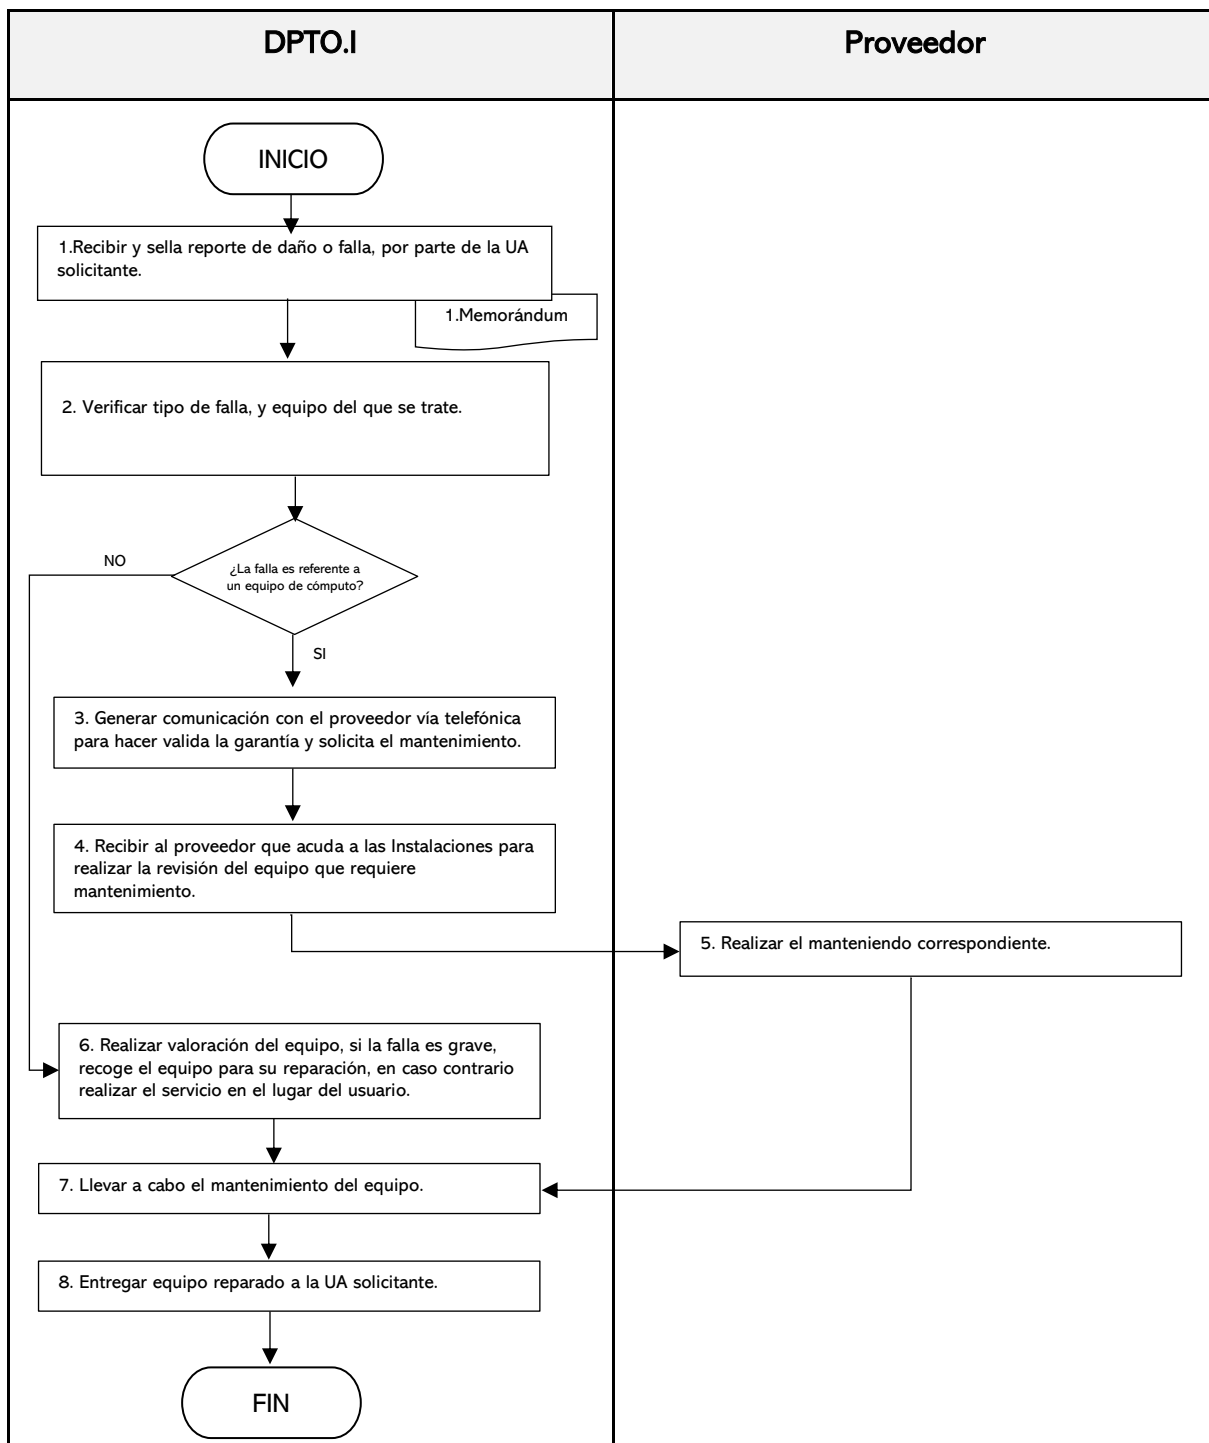 DPTO.I
Proveedor
INICIO
1.Recibir y sella reporte de daño o falla, por parte de la UA
solicitante.
1.Memorándum
2. Verificar tipo de falla, y equipo del que se trate.
¿La falla es referente a
un equipo de cómputo?
NO
SI
3. Generar comunicación con el proveedor vía telefónica
para hacer valida la garantía y solicita el mantenimiento.
4. Recibir al proveedor que acuda a las Instalaciones para
realizar la revisión del equipo que requiere
mantenimiento.
5. Realizar el manteniendo correspondiente.
6. Realizar valoración del equipo, si la falla es grave,
recoge el equipo para su reparación, en caso contrario
realizar el servicio en el lugar del usuario.
7. Llevar a cabo el mantenimiento del equipo.
8. Entregar equipo reparado a la UA solicitante.
FIN